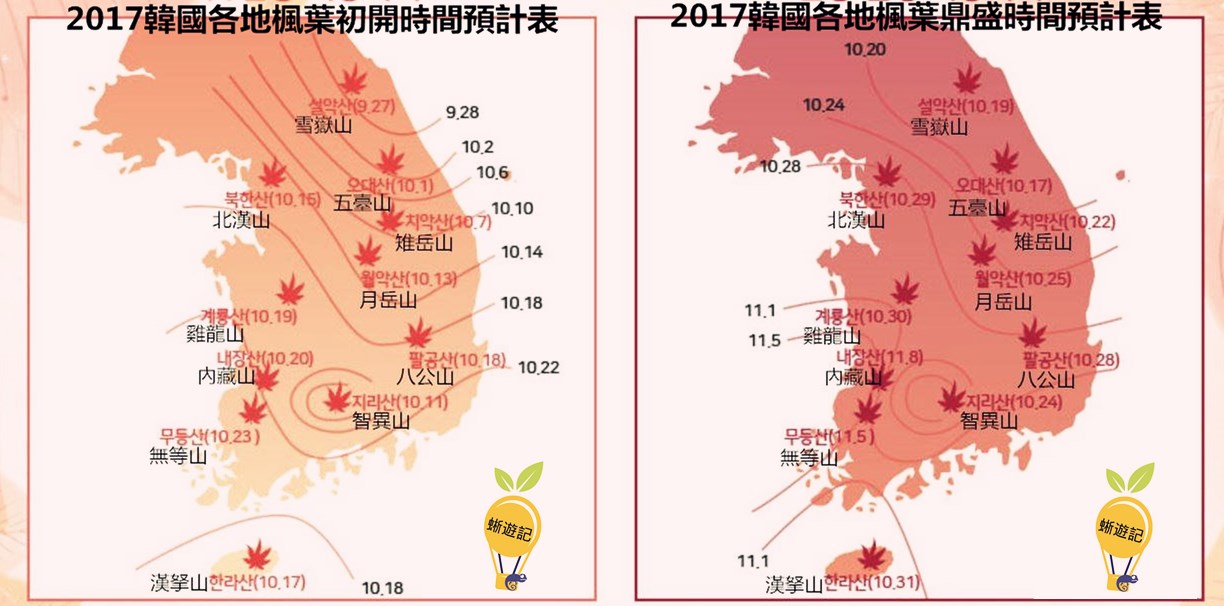 2017韓國各地楓葉初開時間預計表
설악산(9.27)
雪嶽山
9.28
10.2
10.6
오대산(10.1)
五臺山
북한산(10.15)
北漢山
10.10
치악산(10.7)
雉岳山
10.14
월악산(10.13)
月岳山
10.18
계룡산(10.19)
雞龍山
내장산(10.20)
內藏山
팔공산(10.18)
八公山
10.22
지리산(10.11)
智異山
무등산(10.23)
無等山
蜥遊記
漢拏山한라산(10.17)
10.18
2017韓國各地楓葉鼎盛時間預計表
10.20
10.24
설악산(10.19)
雪嶽山
10.28
오대산(10.17)
五臺山
북한산(10.29)
北漢山
치악산(10.22)
雉岳山
월악산(10.25)
月岳山
11.1
계룡산(10.30)
雞龍山
11.5
내장산(11.8)
內藏山
팔공산(10.28)
八公山
지리산(10.24)
智異山
무등산(11.5)
無等山
蜥遊記
11.1
漢拏山한라산(10.31)